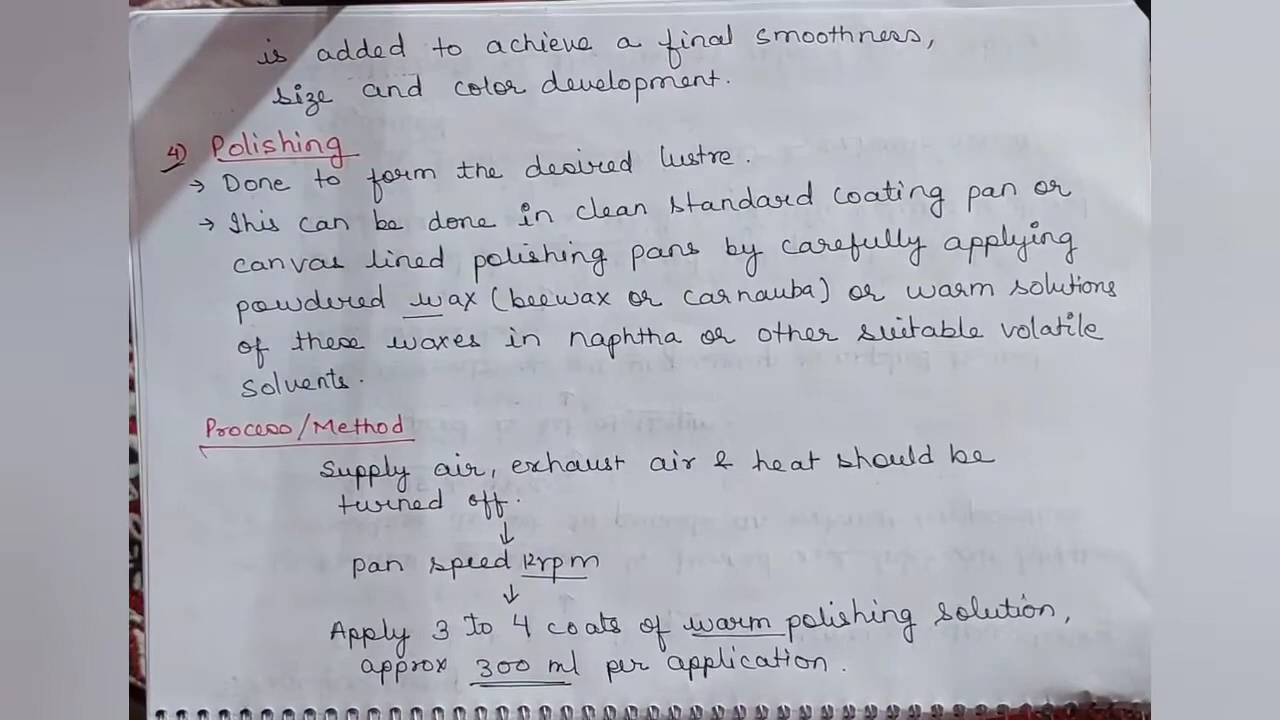 is added to achieve a final smoothness,
size and color development.
4) Polishing
→ Done to form the desired lustre.
→ This can be done in clean standard coating pan or
canvas lined polishing pans by carefully applying
powdered wax (beewax or carnauba) or warm solutions
of these waxes in naphtha or other suitable volatile
solvents.
Process/Method
Supply air, exhaust air & heat should be
turned off.
↓
pan speed 12rpm
↓
Apply 3 to 4 coats of warm polishing solution,
approx 300 ml per application.